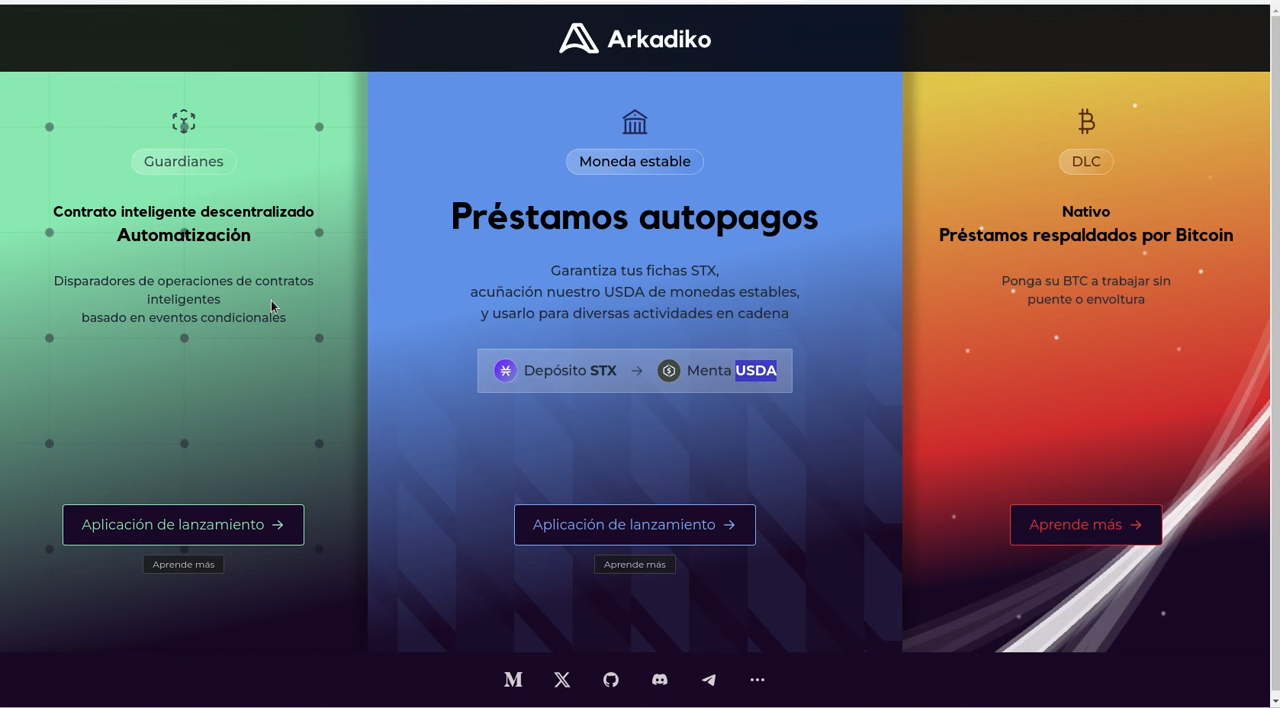 Arkadiko
Guardianes
Contrato inteligente descentralizado
Automatización
Disparadores de operaciones de contratos
inteligentes
basado en eventos condicionales
Aplicación de lanzamiento →
Aprende más
Moneda estable
Préstamos autopagos
Garantiza tus fichas STX,
acuñación nuestro USDA de monedas estables,
y usarlo para diversas actividades en cadena
Depósito STX → Menta USDA
Aplicación de lanzamiento →
Aprende más
DLC
Nativo
Préstamos respaldados por Bitcoin
Ponga su BTC a trabajar sin
puente o envoltura
Aprende más →